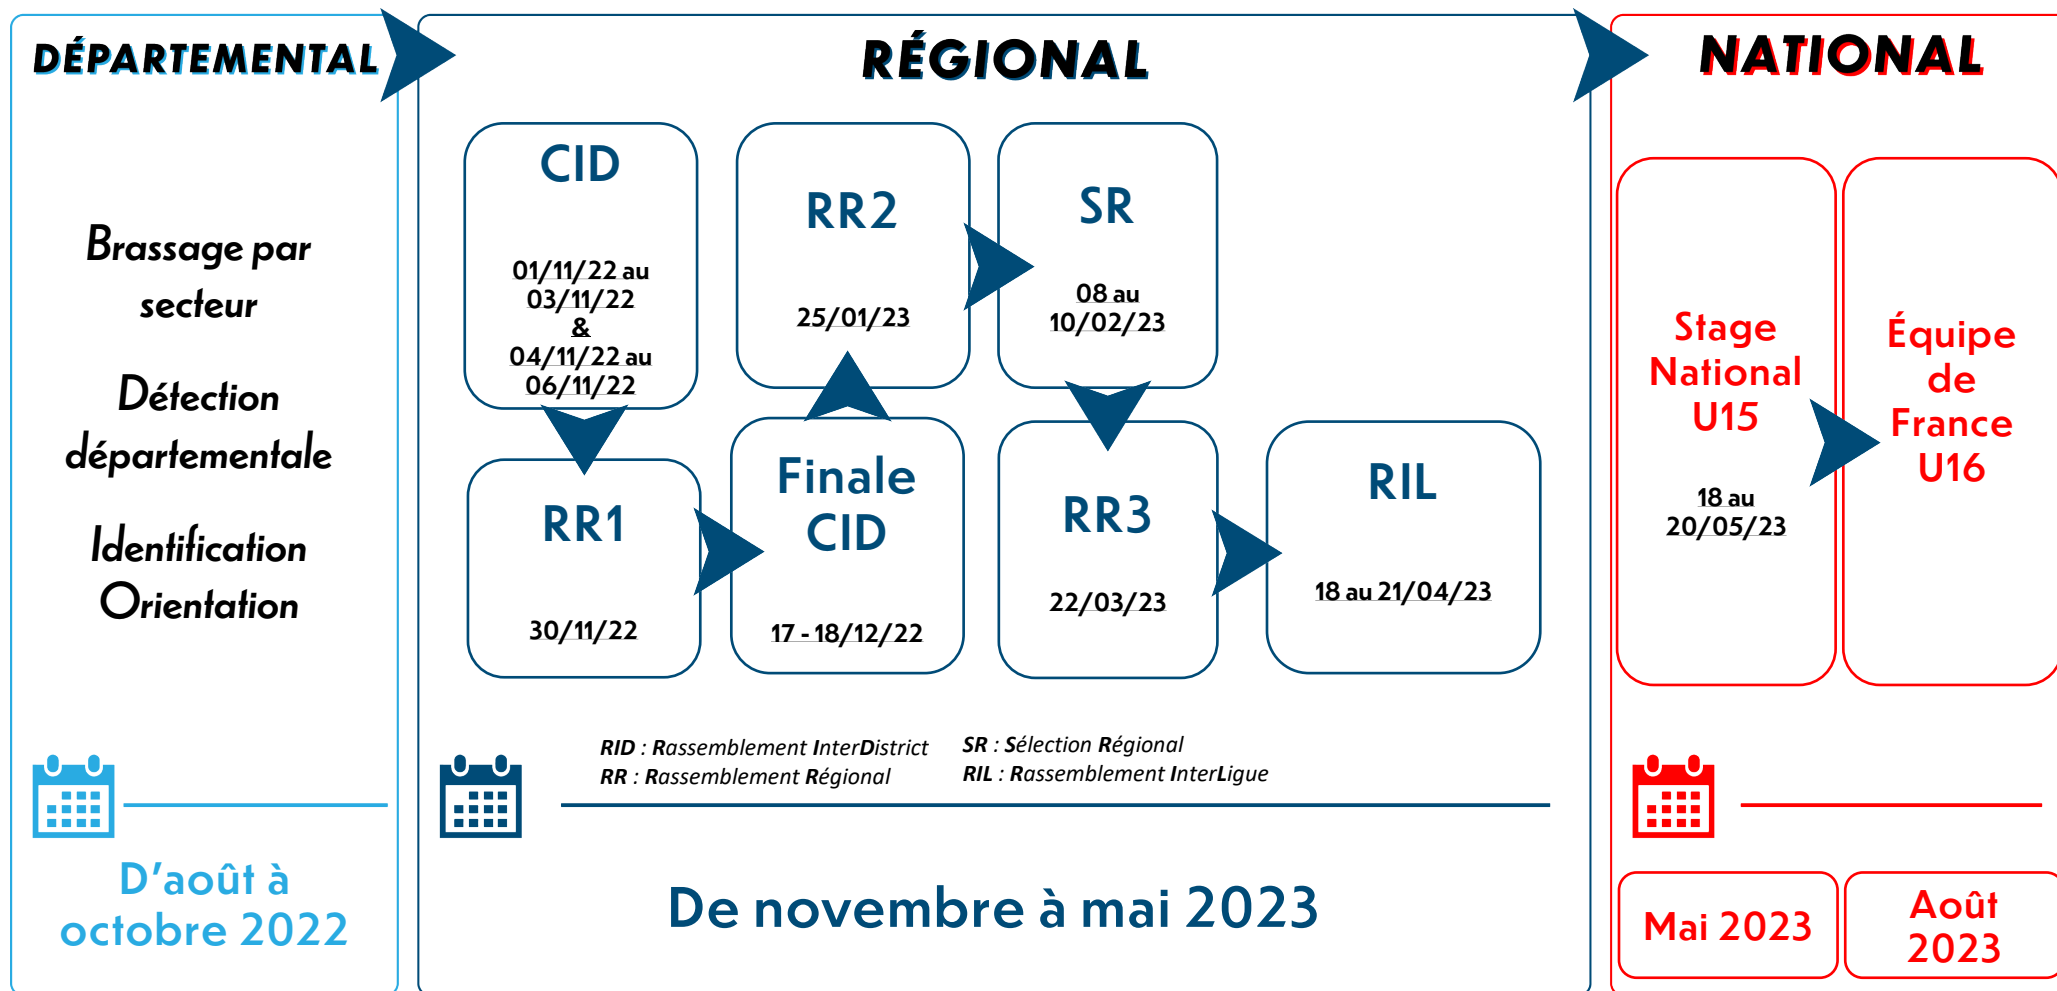 DÉPARTEMENTAL
Brassage par
secteur
Détection
départementale
Identification
Orientation
D'août à
octobre 2022
RÉGIONAL
CID
01/11/22 au
03/11/22
&
04/11/22 au
06/11/22
RR1
30/11/22
Finale
CID
17 - 18/12/22
RR2
25/01/23
SR
08 au
10/02/23
RR3
22/03/23
RIL
18 au 21/04/23
RID : Rassemblement InterDistrict
RR : Rassemblement Régional
SR : Sélection Régional
RIL : Rassemblement InterLigue
De novembre à mai 2023
NATIONAL
Stage
National
U15
18 au
20/05/23
Équipe
de
France
U16
Mai 2023
Août
2023